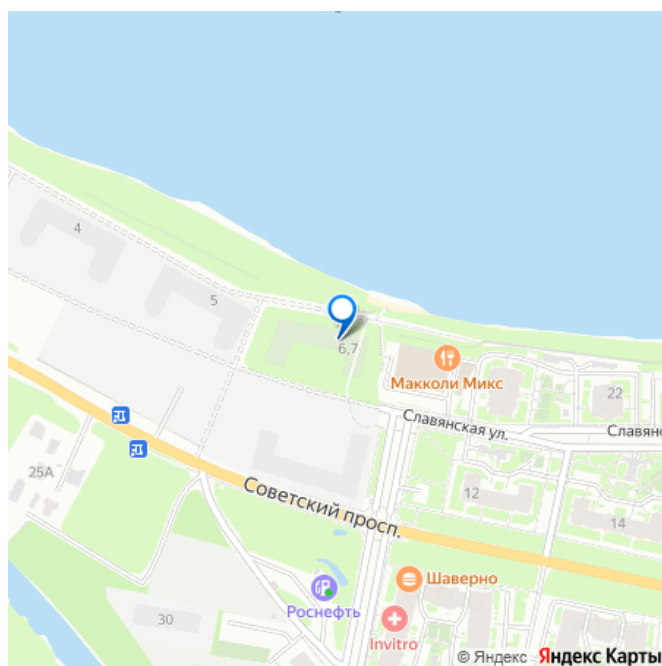 4
5
6,7
Макколи Микс
22
Славянская ул.
Славянс
25А
Советский просп.
12
14
Шаверно
Роснефть
30
Invitro
© Яндекс Яндекс Карты